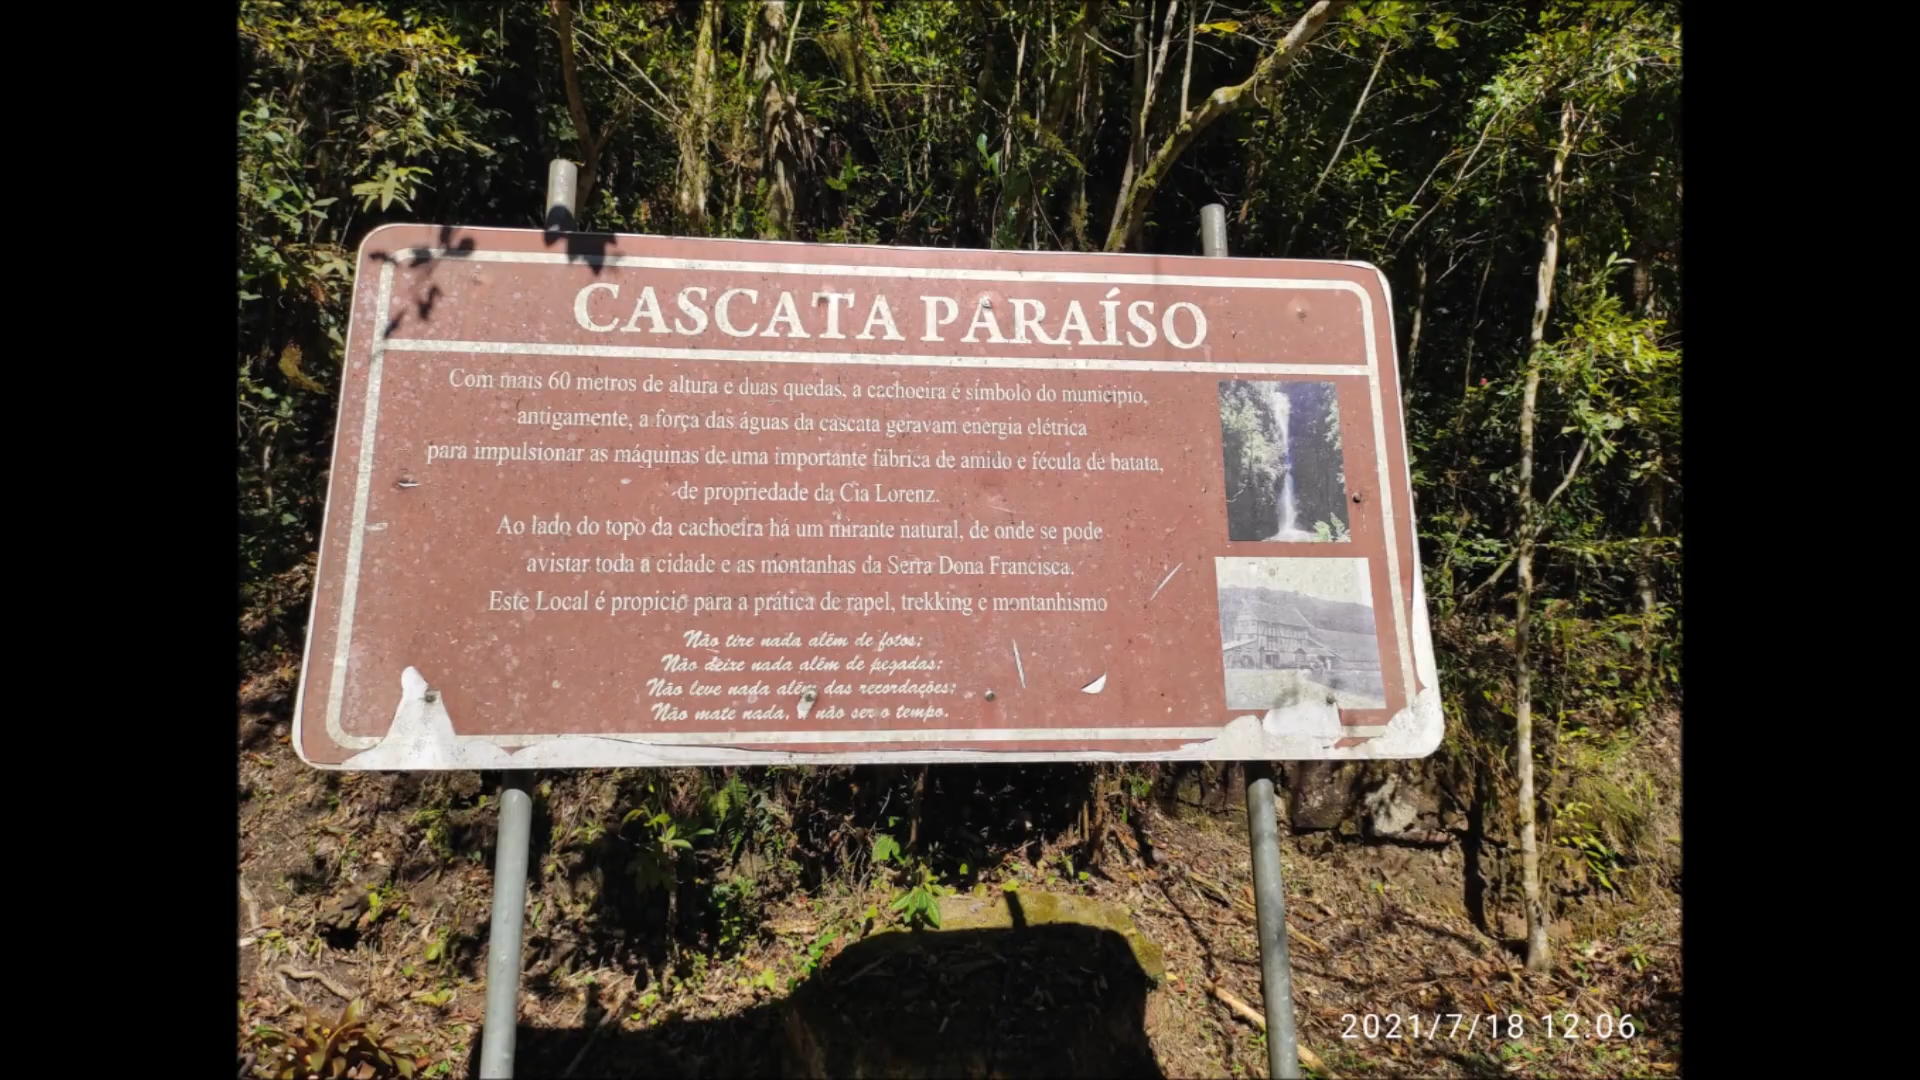 CASCATA PARAÍSO
Com mais 60 metros de altura e duas quedas, a cachoeira é símbolo do município,
antigamente, a força das águas da cascata geravam energia elétrica
para impulsionar as máquinas de uma importante fábrica de amido e fécula de batata,
de propriedade da Cia Lorenz.
Ao lado do topo da cachoeira há um mirante natural, de onde se pode
avistar toda a cidade e as montanhas da Serra Dona Francisca.
Este Local é propício para a prática de rapel, trekking e montanhismo
Não tire nada além de fotos;
Não deixe nada além de pegadas;
Não leve nada além das recordações;
Não mate nada, a não ser o tempo.
2021/7/18 12:06